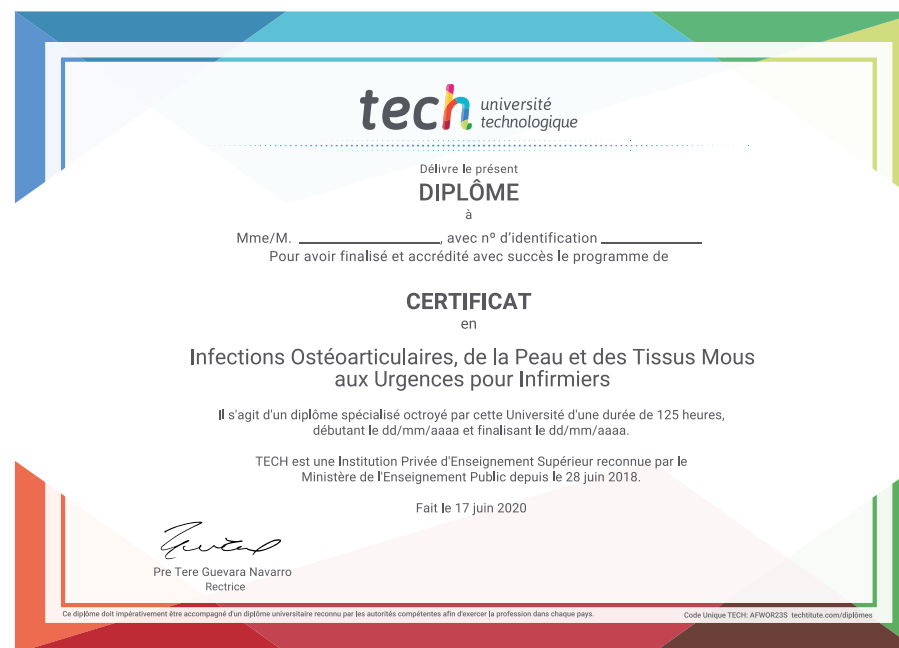 tech université
technologique
Délivre le présent
DIPLÔME
à
Mme/M. ____________, avec nº d'identification ____________
Pour avoir finalisé et accrédité avec succès le programme de
CERTIFICAT
en
Infections Ostéoarticulaires, de la Peau et des Tissus Mous
aux Urgences pour Infirmiers
Il s'agit d'un diplôme spécialisé octroyé par cette Université d'une durée de 125 heures,
débutant le dd/mm/aaaa et finalisant le dd/mm/aaaa.
TECH est une Institution Privée d'Enseignement Supérieur reconnue par le
Ministère de l'Enseignement Public depuis le 28 juin 2018.
Fait le 17 juin 2020
Pre Tere Guevara Navarro
Rectrice
Ce diplôme doit impérativement être accompagné d'un diplôme universitaire reconnu par les autorités compétentes afin d'exercer la profession dans chaque pays.
Code Unique TECH: AFWOR23S techtitute.com/diplômes